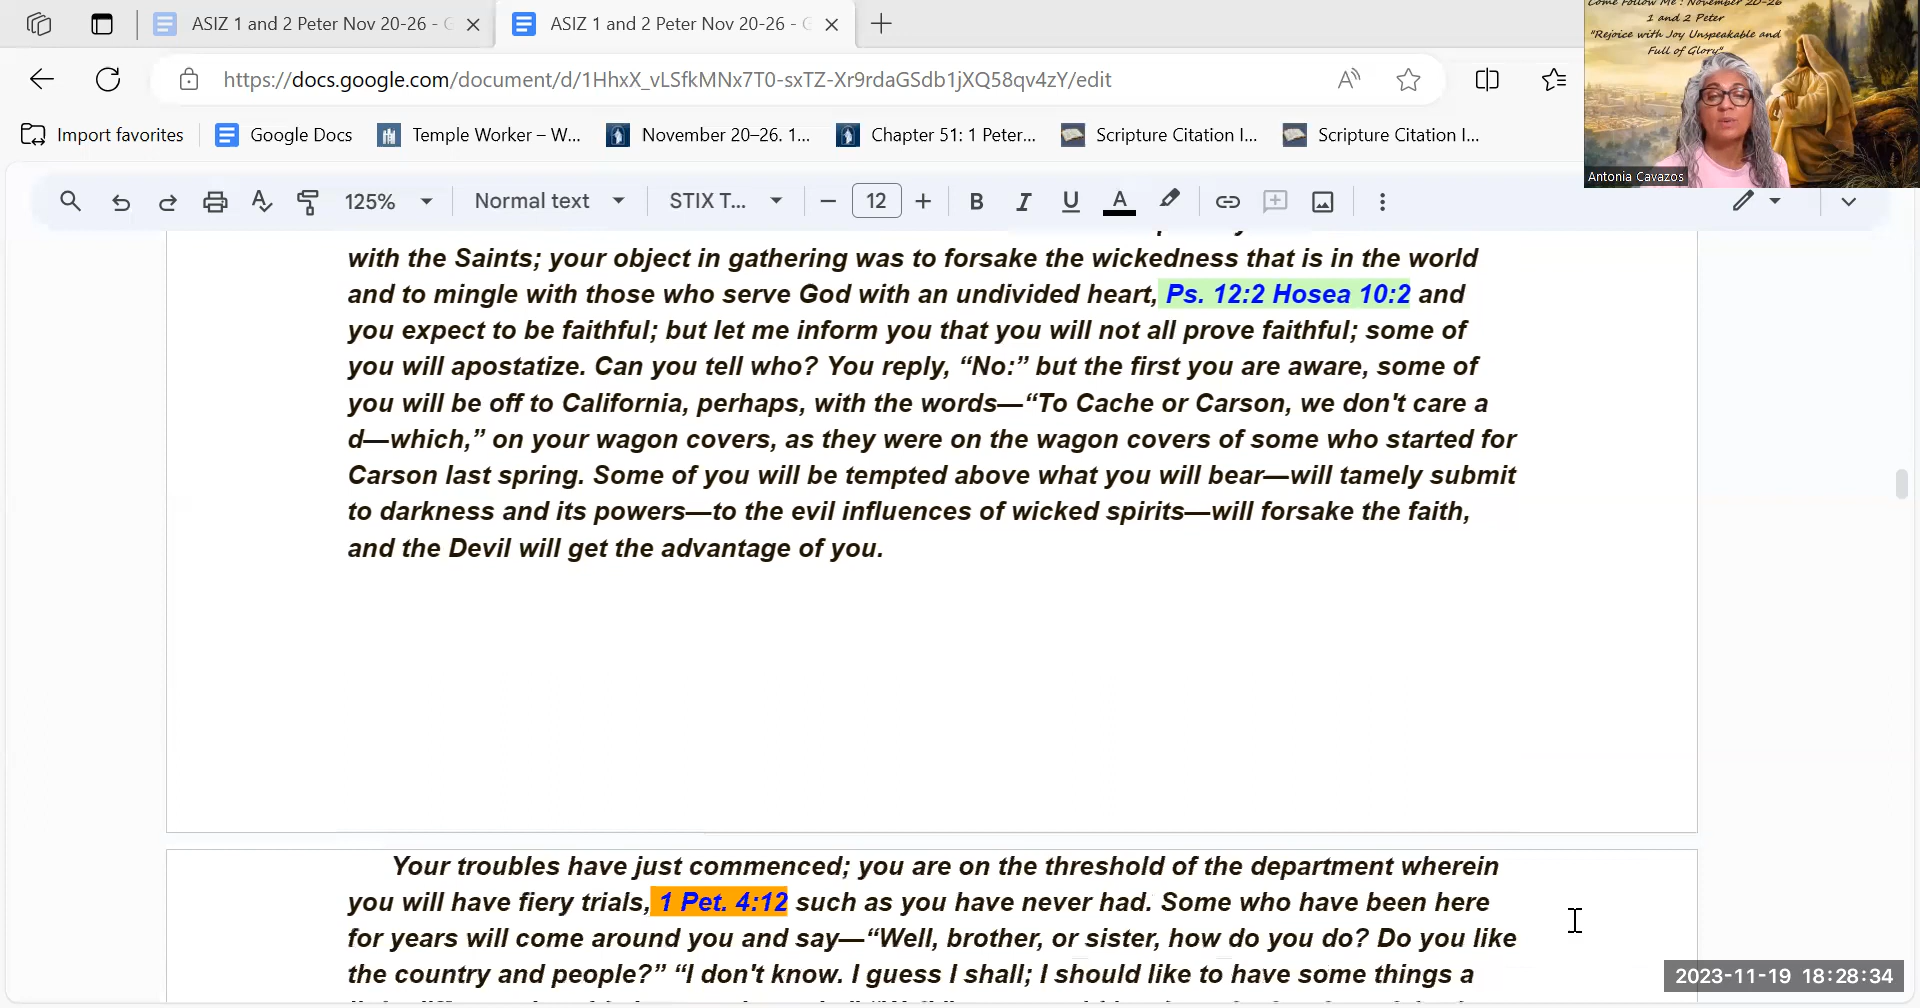 ASIZ 1 and 2 Peter Nov 20-26 -
ASIZ 1 and 2 Peter Nov 20-26 -
https://docs.google.com/document/d/1HhxX_vLSfkMNx7T0-sxTZ-Xr9rdaGSdb1jXQ58qv4zY/edit
Import favorites
Google Docs
Temple Worker – W...
November 20–26. 1...
Chapter 51: 1 Peter...
Scripture Citation I...
Scripture Citation I...
Come Follow Me : November 20-26
1 and 2 Peter
"Rejoice with Joy Unspeakable and
Full of Glory"
Antonia Cavazos
125%
Normal text
STIX T...
12
B
I
U
A
with the Saints; your object in gathering was to forsake the wickedness that is in the world
and to mingle with those who serve God with an undivided heart, Ps. 12:2 Hosea 10:2 and
you expect to be faithful; but let me inform you that you will not all prove faithful; some of
you will apostatize. Can you tell who? You reply, “No:” but the first you are aware, some of
you will be off to California, perhaps, with the words—“To Cache or Carson, we don't care a
d—which,” on your wagon covers, as they were on the wagon covers of some who started for
Carson last spring. Some of you will be tempted above what you will bear—will tamely submit
to darkness and its powers—to the evil influences of wicked spirits—will forsake the faith,
and the Devil will get the advantage of you.
Your troubles have just commenced; you are on the threshold of the department wherein
you will have fiery trials, 1 Pet. 4:12 such as you have never had. Some who have been here
for years will come around you and say—“Well, brother, or sister, how do you do? Do you like
the country and people?” “I don't know. I guess I shall; I should like to have some things a
2023-11-19 18:28:34